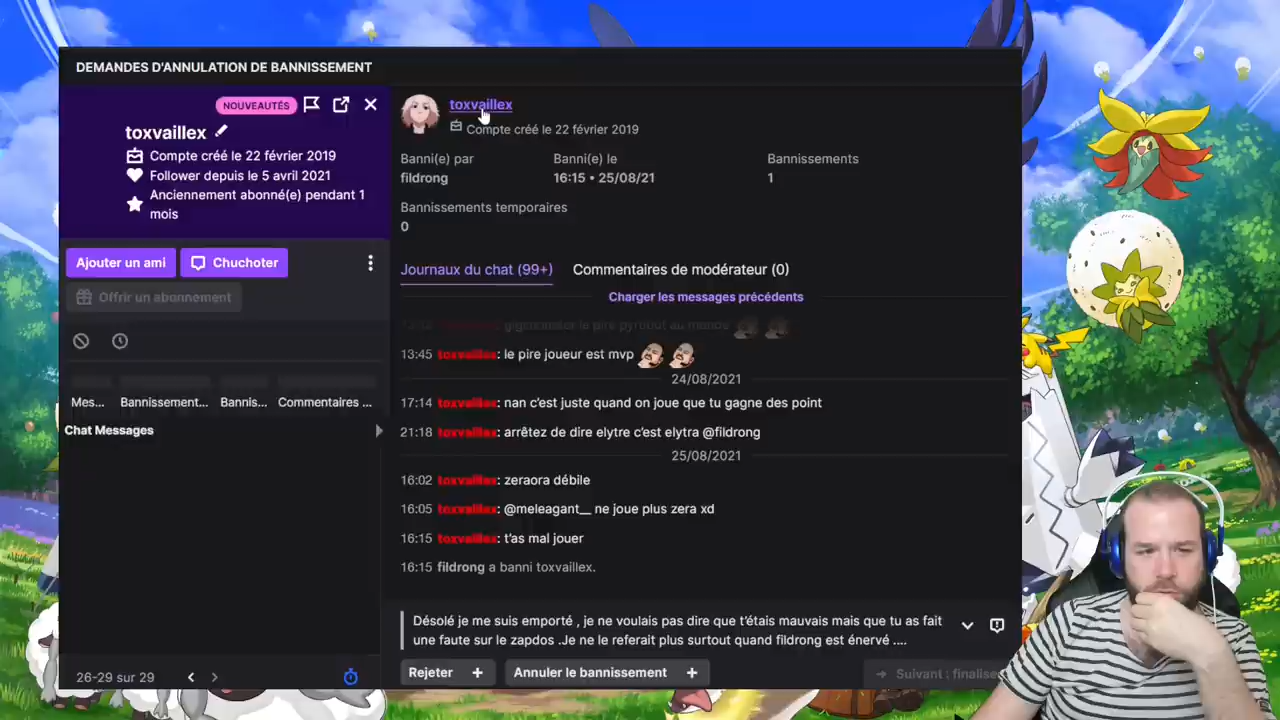 DEMANDES D'ANNULATION DE BANNISSEMENT
NOUVEAUTÉS
toxvaillex
Compte créé le 22 février 2019
Follower depuis le 5 avril 2021
Anciennement abonné(e) pendant 1
mois
Ajouter un ami
Chuchoter
Offrir un abonnement
Mes...
Bannissement...
Bannis...
Commentaires ...
Chat Messages
26-29 sur 29
toxvaillex
Compte créé le 22 février 2019
Banni(e) par
Banni(e) le
Bannissements
fildrong
16:15 • 25/08/21
1
Bannissements temporaires
0
Journaux du chat (99+)
Commentaires de modérateur (0)
Charger les messages précédents
le pire pyrobut au monde
13:45 toxvaillex: le pire joueur est mvp
24/08/2021
17:14 toxvaillex: nan c'est juste quand on joue que tu gagne des point
21:18 toxvaillex: arrêtez de dire elytre c'est elytra @fildrong
25/08/2021
16:02 toxvaillex: zeraora débile
16:05 toxvaillex: @meleagant__ ne joue plus zera xd
16:15 toxvaillex: t'as mal jouer
16:15 fildrong a banni toxvaillex.
Désolé je me suis emporté , je ne voulais pas dire que t'étais mauvais mais que tu as fait
une faute sur le zapdos .Je ne le referait plus surtout quand fildrong est énervé ....
Rejeter +
Annuler le bannissement +
→ Suivant : finalise